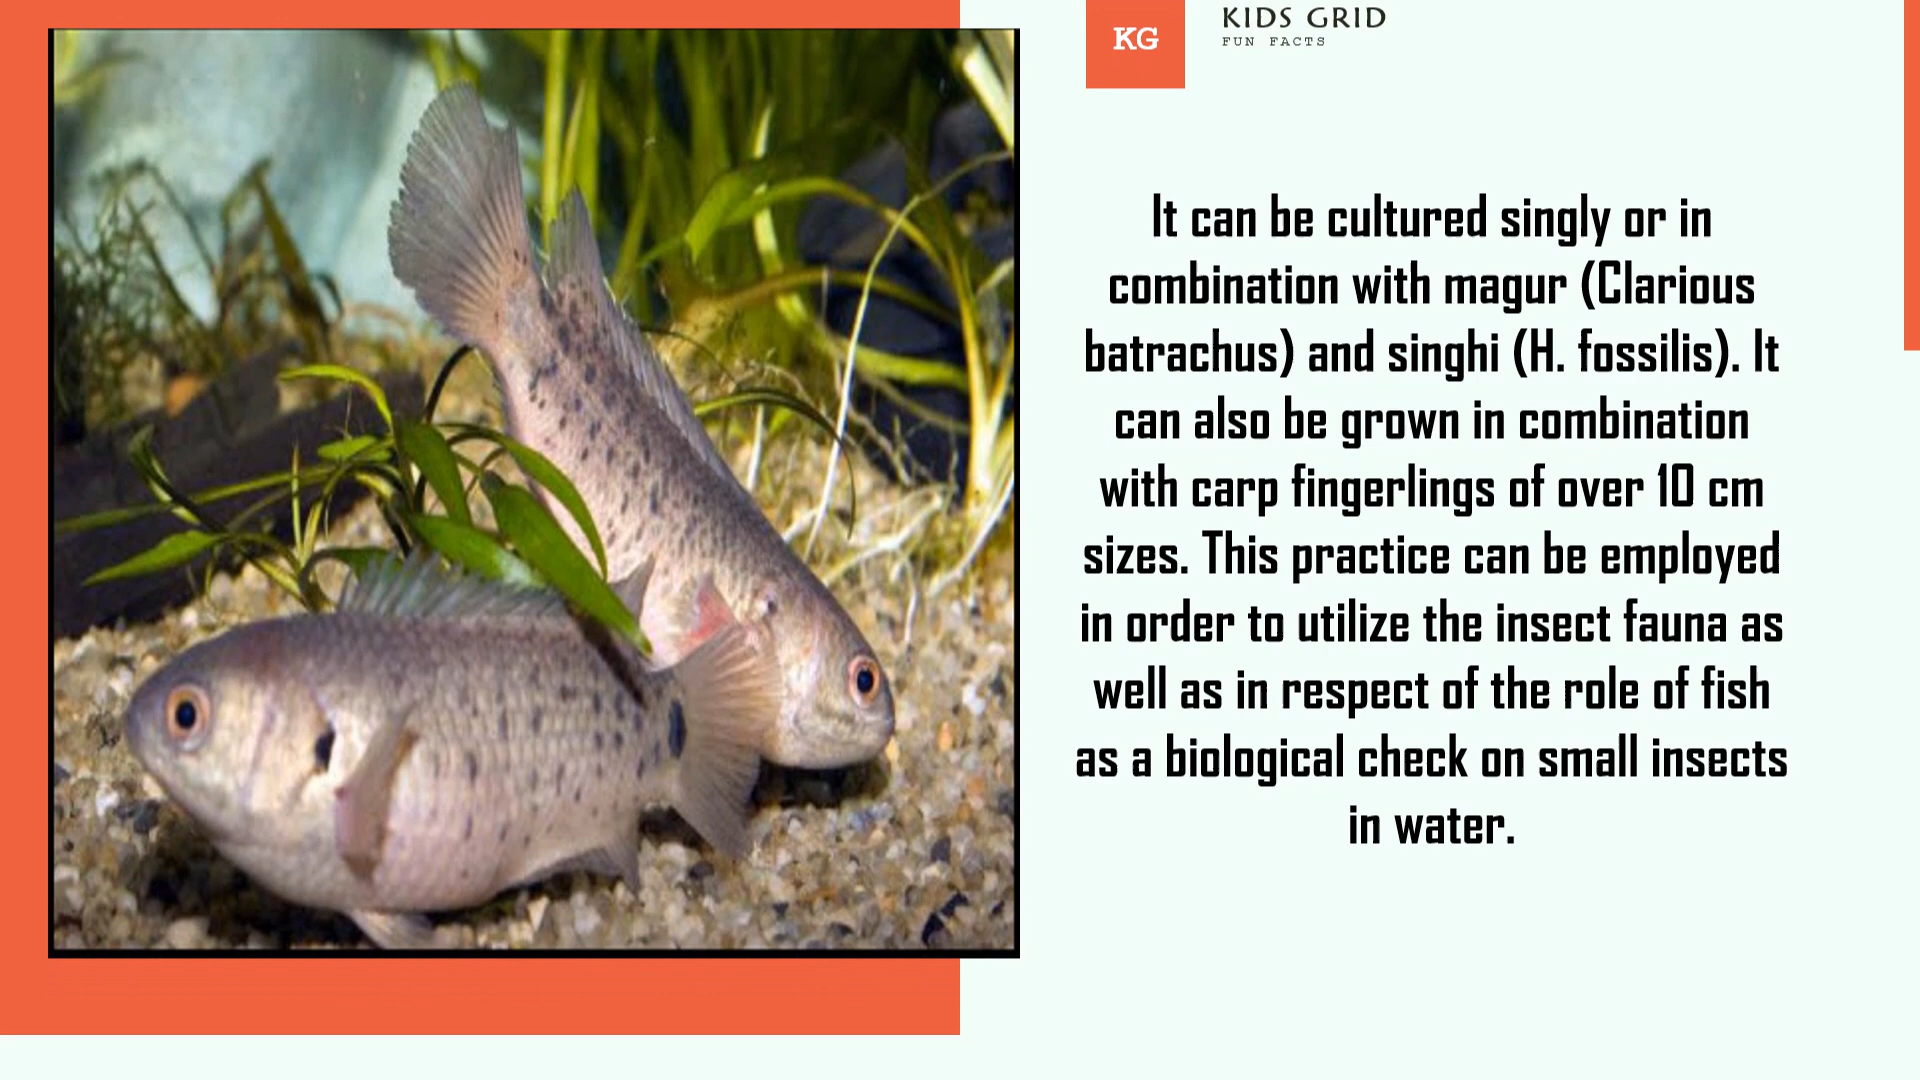 KG
KIDS GRID
FUN FACTS
It can be cultured singly or in
combination with magur (Clarious
batrachus) and singhi (H. fossilis). It
can also be grown in combination
with carp fingerlings of over 10 cm
sizes. This practice can be employed
in order to utilize the insect fauna as
well as in respect of the role of fish
as a biological check on small insects
in water.